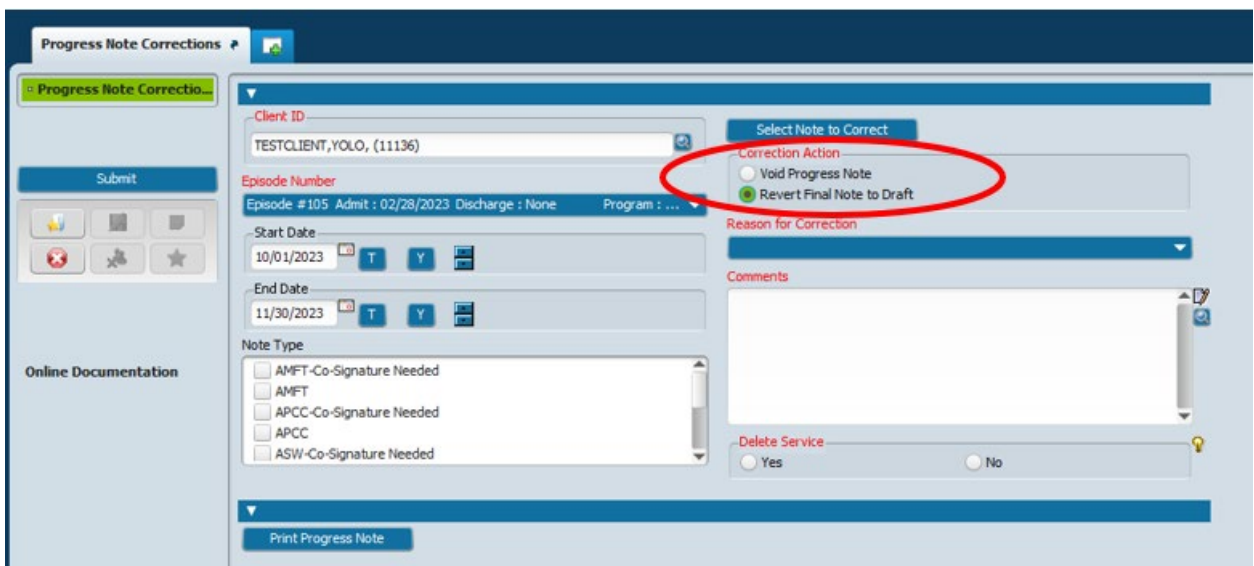 Progress Note Corrections
Progress Note Correctio...
Submit
Online Documentation
Client ID
TESTCLIENT,YOLO, (11136)
Episode Number
Episode #105 Admit : 02/28/2023 Discharge : None Program : ...
Start Date
10/01/2023 T Y
End Date
11/30/2023 T Y
Note Type
AMFT-Co-Signature Needed
AMFT
APCC-Co-Signature Needed
APCC
ASW-Co-Signature Needed
Select Note to Correct
Correction Action
Void Progress Note
Revert Final Note to Draft
Reason for Correction
Comments
Delete Service
Yes No
Print Progress Note